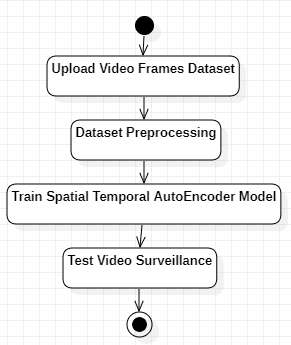 Upload Video Frames Dataset
Dataset Preprocessing
Train Spatial Temporal AutoEncoder Model
Test Video Surveillance